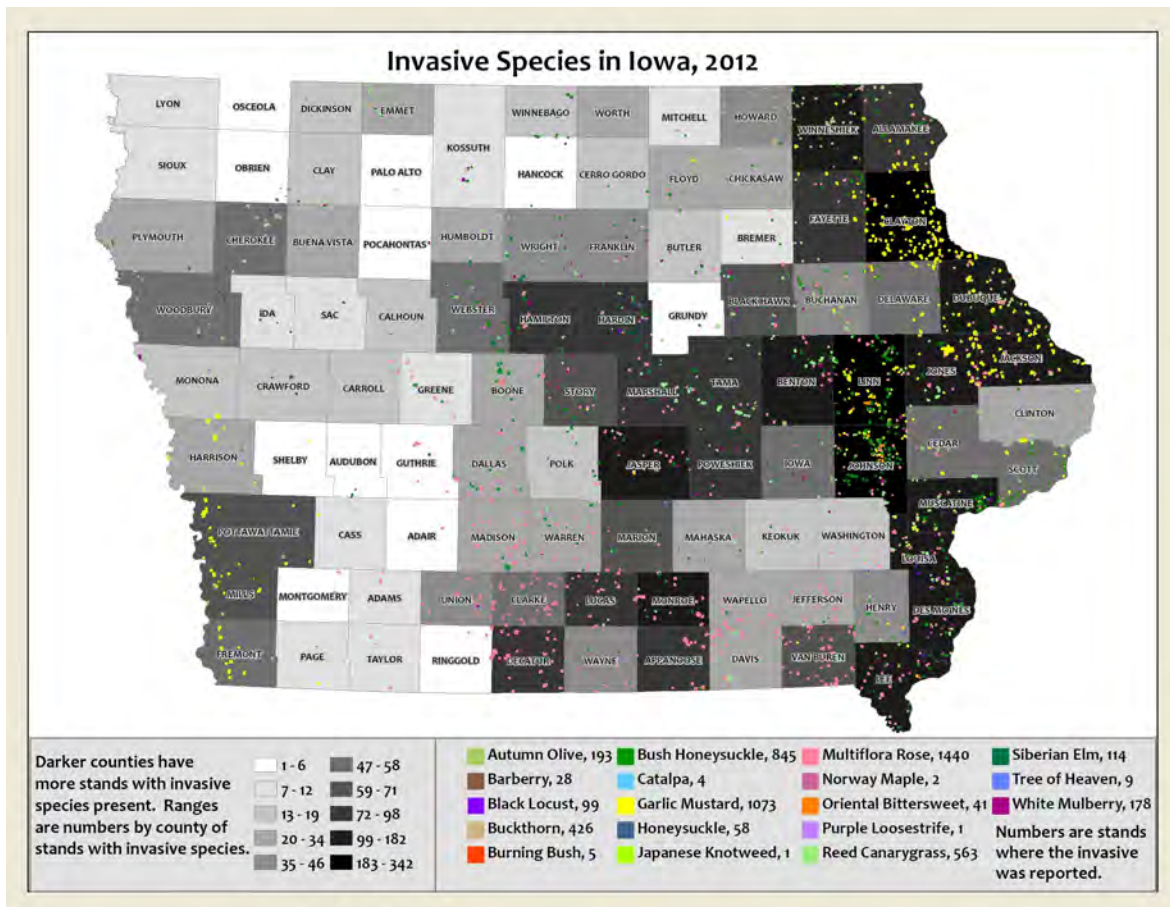 Invasive Species in Iowa, 2012
LYON
OSCEOLA
DICKINSON
EMMET
WINNEBAGO
WORTH
MITCHELL
HOWARD
WINNESHIEK
ALLAMAKEE
KOSSUTH
SIOUX
OBRIEN
CLAY
PALO ALTO
HANCOCK
CERRO GORDO
FLOYD
CHICKASAW
FAYETTE
CLAYTON
PLYMOUTH
CHEROKEE
BUENA VISTA
POCAHONTAS
HUMBOLDT
WRIGHT
FRANKLIN
BUTLER
BREMER
WOODBURY
IDA
SAC
CALHOUN
WEBSTER
HAMILTON
HARDIN
GRUNDY
BLACK HAWK
BUCHANAN
DELAWARE
DUBUQUE
MONONA
CRAWFORD
CARROLL
GREENE
BOONE
STORY
MARSHALL
TAMA
BENTON
LINN
JONES
JACKSON
CLINTON
HARRISON
SHELBY
AUDUBON
GUTHRIE
DALLAS
POLK
JASPER
POWESHIEK
IOWA
JOHNSON
CEDAR
SCOTT
MUSCATINE
POTTAWATTAMIE
CASS
ADAIR
MADISON
WARREN
MARION
MAHASKA
KEOKUK
WASHINGTON
LOUISA
MILLS
MONTGOMERY
ADAMS
UNION
CLARKE
LUCAS
MONROE
WAPELLO
JEFFERSON
HENRY
DES MOINES
FREMONT
PAGE
TAYLOR
RINGGOLD
DECATUR
WAYNE
APPANOOSE
DAVIS
VAN BUREN
LEE
Darker counties have
more stands with invasive
species present. Ranges
are numbers by county of
stands with invasive species.
1 - 6
7 - 12
13 - 19
20 - 34
35 - 46
47 - 58
59 - 71
72 - 98
99 - 182
183 - 342
Autumn Olive, 193
Barberry, 28
Black Locust, 99
Buckthorn, 426
Burning Bush, 5
Bush Honeysuckle, 845
Catalpa, 4
Garlic Mustard, 1073
Honeysuckle, 58
Japanese Knotweed, 1
Multiflora Rose, 1440
Norway Maple, 2
Oriental Bittersweet, 41
Purple Loosestrife, 1
Reed Canarygrass, 563
Siberian Elm, 114
Tree of Heaven, 9
White Mulberry, 178
Numbers are stands
where the invasive
was reported.